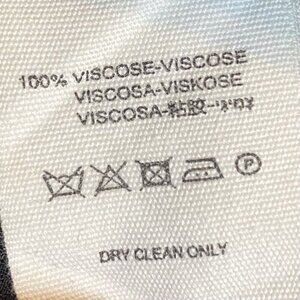 100% VISCOSE-VISCOSE
VISCOSA-VISKOSE
VISCOSA-粘胶-
P
DRY CLEAN ONLY